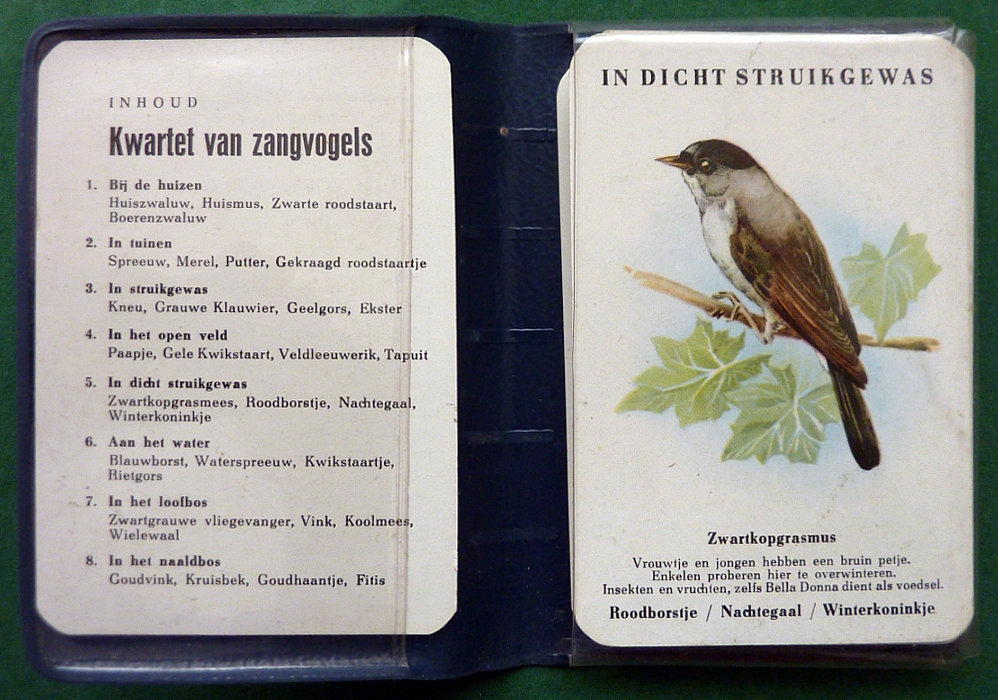 INHOUD
Kwartet van zangvogels
1. Bij de huizen
Huiszwaluw, Huismus, Zwarte roodstaart,
Boerenzwaluw
2. In tuinen
Spreeuw, Merel, Putter, Gekraagd roodstaartje
3. In struikgewas
Kneu, Grauwe Klauwier, Geelgors, Ekster
4. In het open veld
Paapje, Gele Kwikstaart, Veldleeuwerik, Tapuit
5. In dicht struikgewas
Zwartkopgrasmees, Roodborstje, Nachtegaal,
Winterkoninkje
6. Aan het water
Blauwborst, Waterspreeuw, Kwikstaartje,
Rietgors
7. In het loofbos
Zwartgrauwe vliegevanger, Vink, Koolmees,
Wielewaal
8. In het naaldbos
Goudvink, Kruisbek, Goudhaantje, Fitis
IN DICHT STRUIKGEWAS
Zwartkopgrasmus
Vrouwtje en jongen hebben een bruin petje.
Enkelen proberen hier te overwinteren.
Insekten en vruchten, zelfs Bella Donna dient als voedsel.
Roodborstje / Nachtegaal / Winterkoninkje